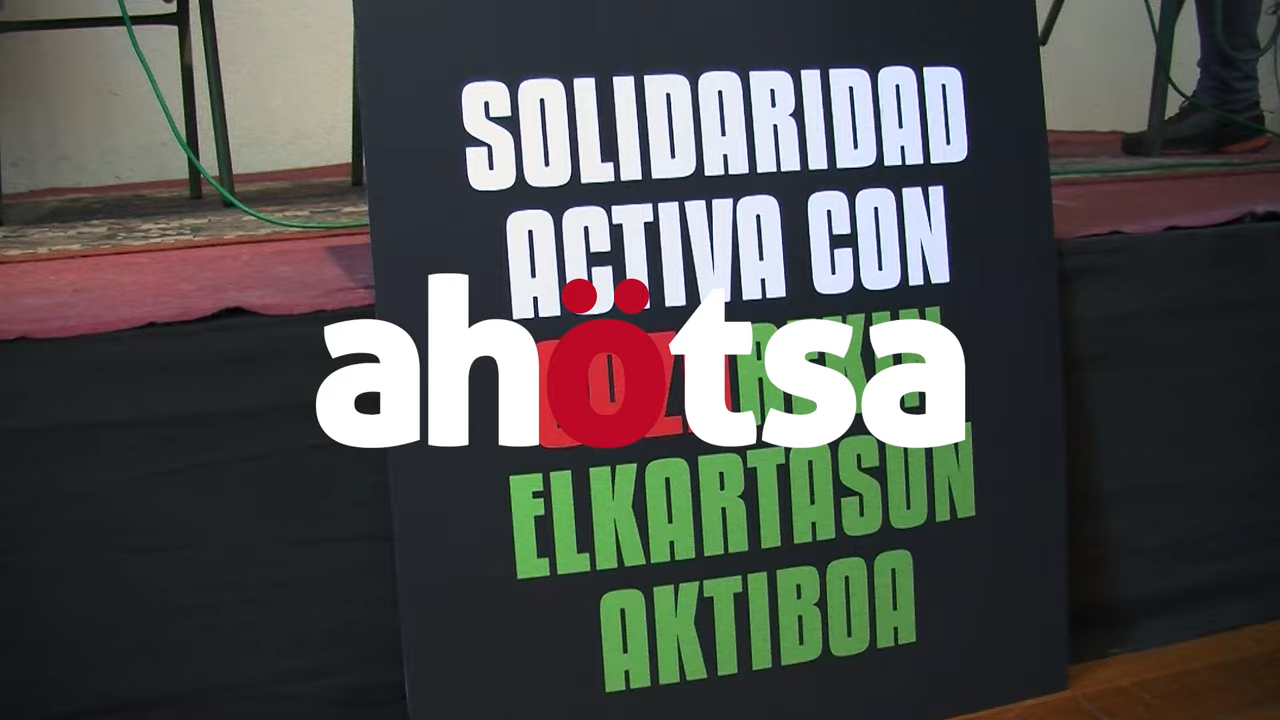 SOLIDARIDAD
ACTIVA CON
ahötsa
ELKARTASUN
AKTIBOA